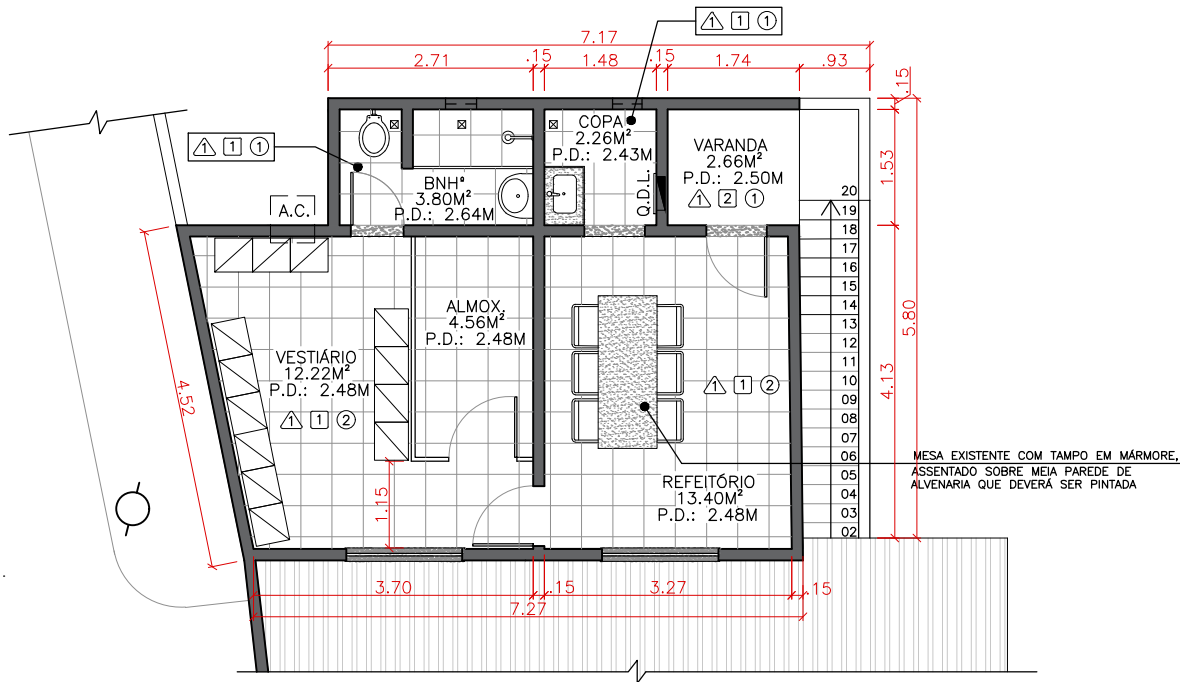 1 1 1
7.17
2.71
.15
1.48
.15
1.74
.93
.15
COPA
2.26M²
P.D.: 2.43M
VARANDA
2.66M²
P.D.: 2.50M
1 2 1
1 1 1
BNHº
3.80M²
P.D.: 2.64M
Q.D.L.
1.53
A.C.
20
19
18
17
16
15
14
13
12
11
10
09
08
07
06
05
04
03
02
5.80
4.13
4.52
ALMOX.
4.56M²
P.D.: 2.48M
VESTIÁRIO
12.22M²
P.D.: 2.48M
1 1 2
1 1 2
MESA EXISTENTE COM TAMPO EM MÁRMORE,
ASSENTADO SOBRE MEIA PAREDE DE
ALVENARIA QUE DEVERÁ SER PINTADA
REFEITÓRIO
13.40M²
P.D.: 2.48M
1.15
3.70
.15
3.27
.15
7.27